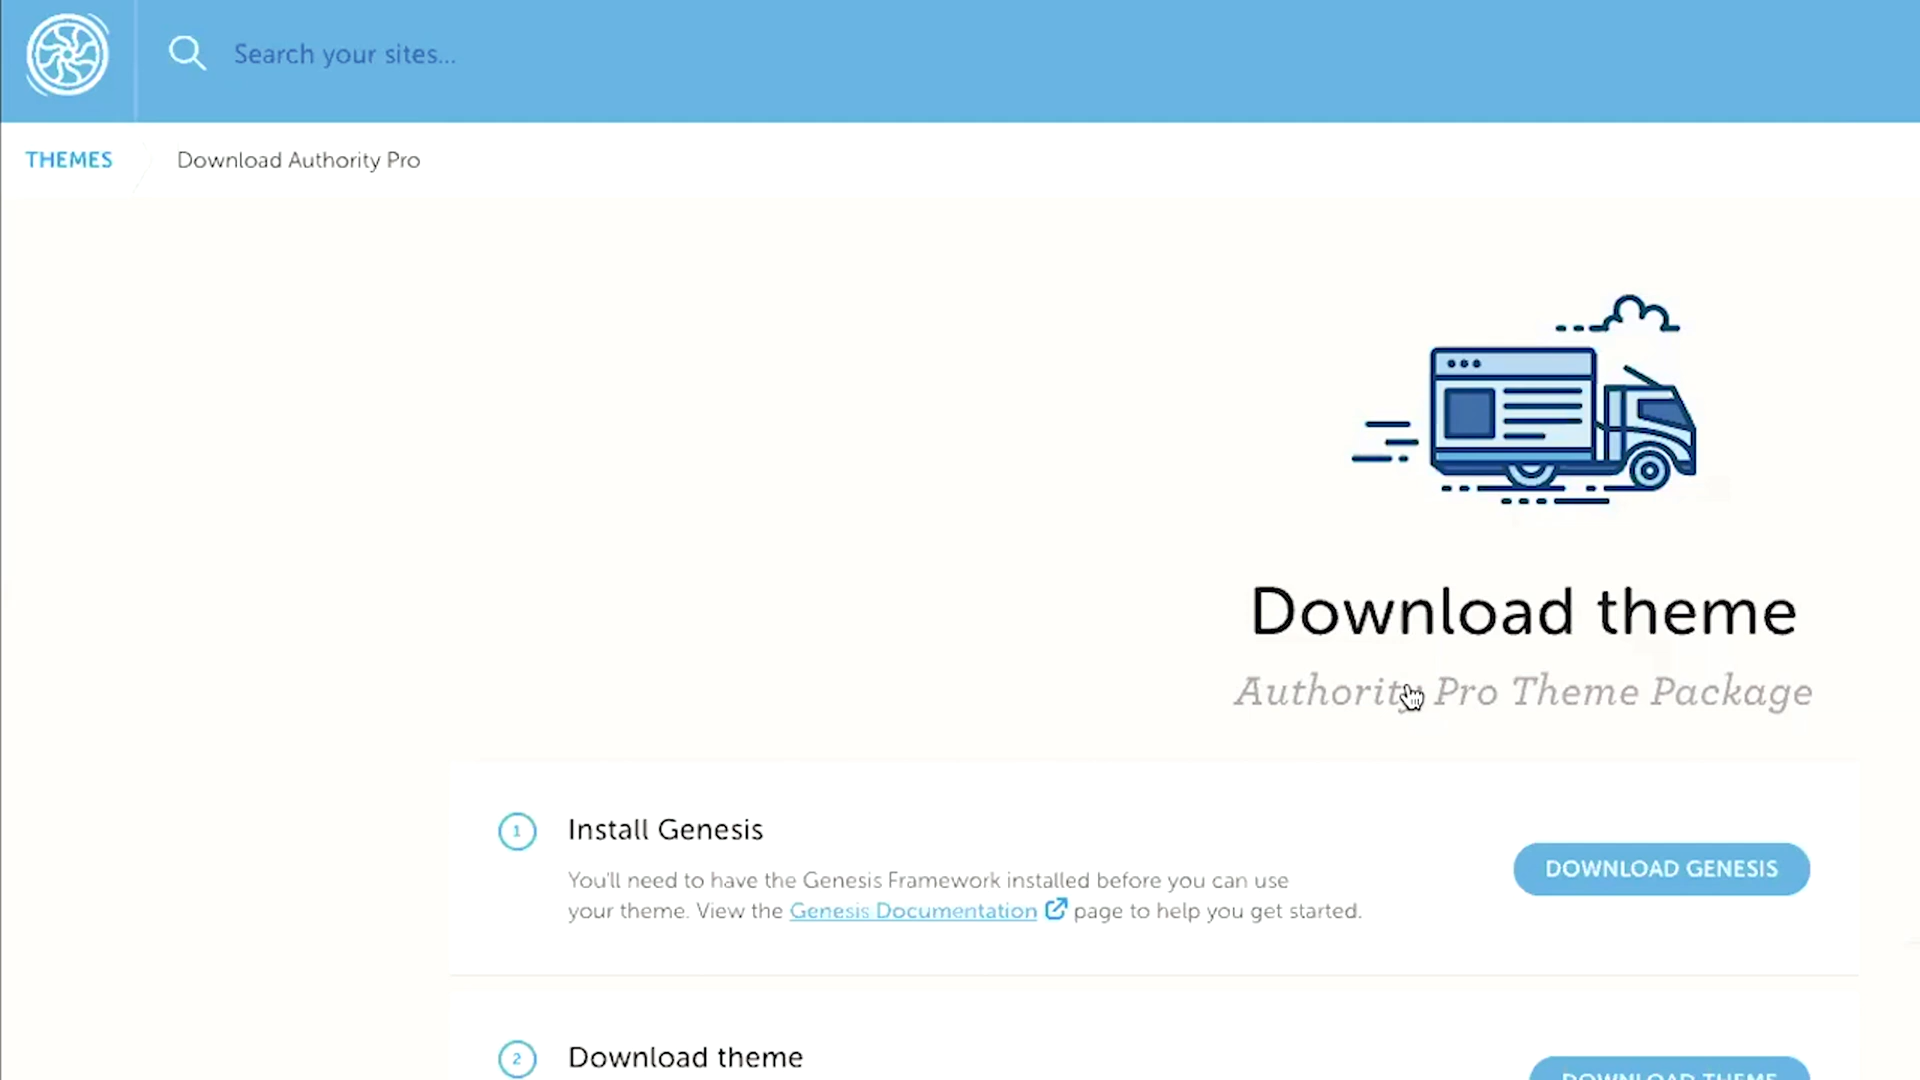 Search your sites...
THEMES
Download Authority Pro
Download theme
Authority Pro Theme Package
1
Install Genesis
You'll need to have the Genesis Framework installed before you can use
your theme. View the Genesis Documentation page to help you get started.
DOWNLOAD GENESIS
2
Download theme
DOWNLOAD THEME